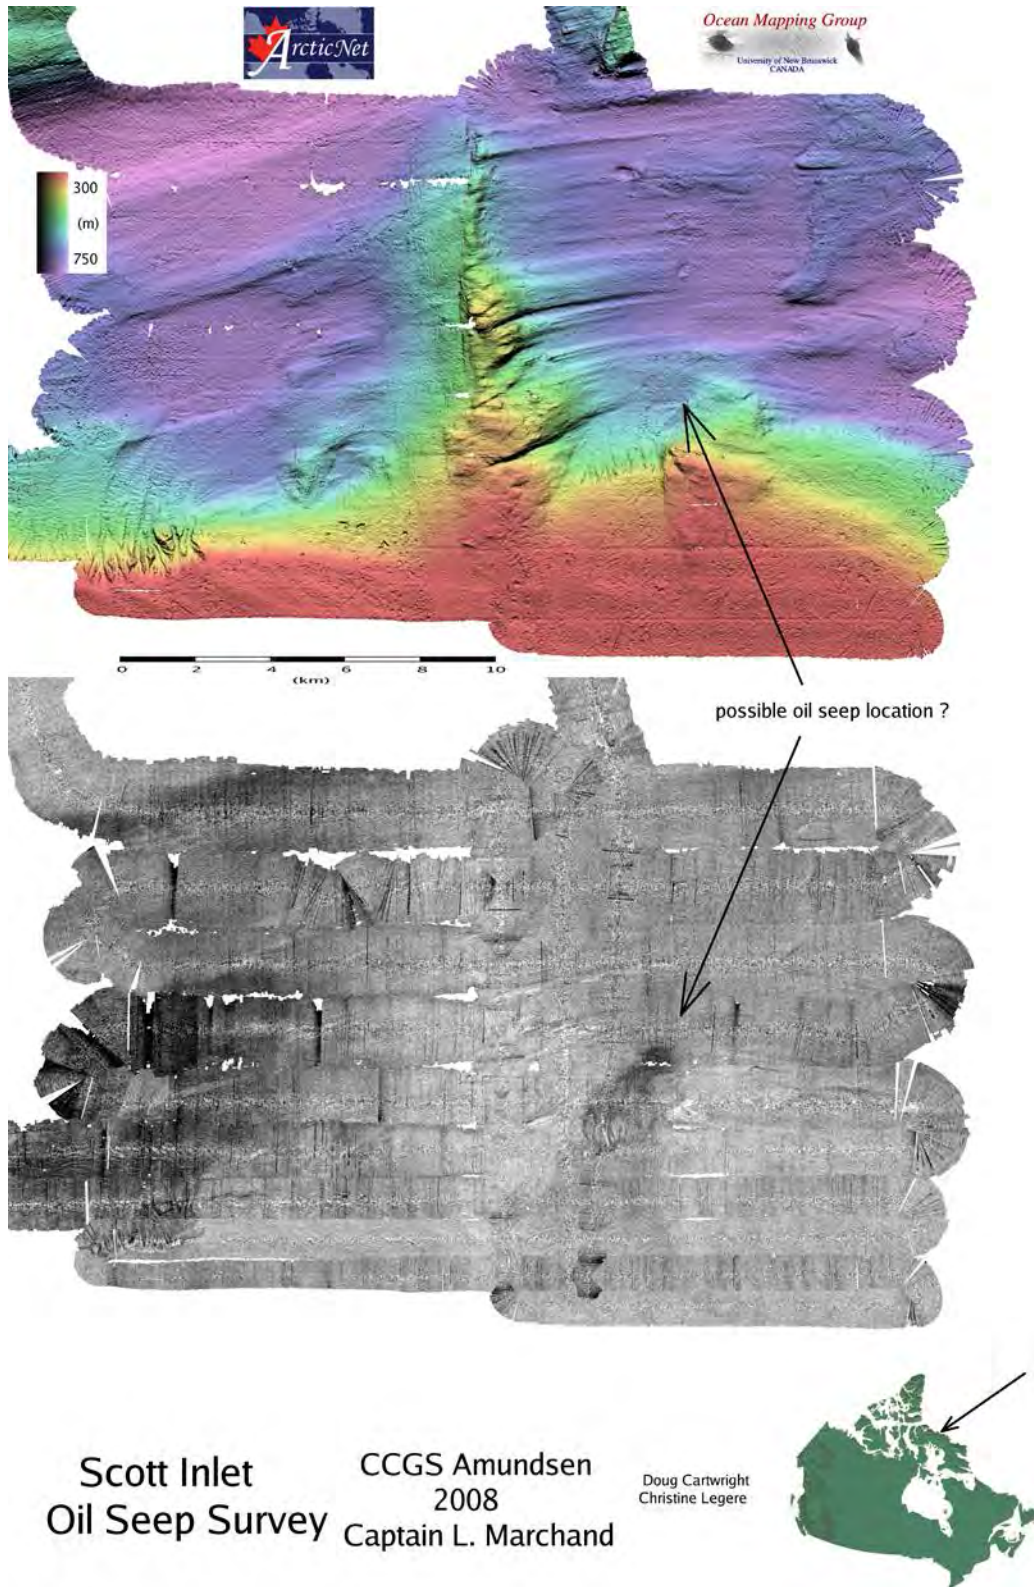 ArcticNet
Ocean Mapping Group
University of New Brunswick
CANADA
300
(m)
750
0 2 4 6 8 10
(km)
possible oil seep location ?
Scott Inlet
Oil Seep Survey
CCGS Amundsen
2008
Captain L. Marchand
Doug Cartwright
Christine Legere